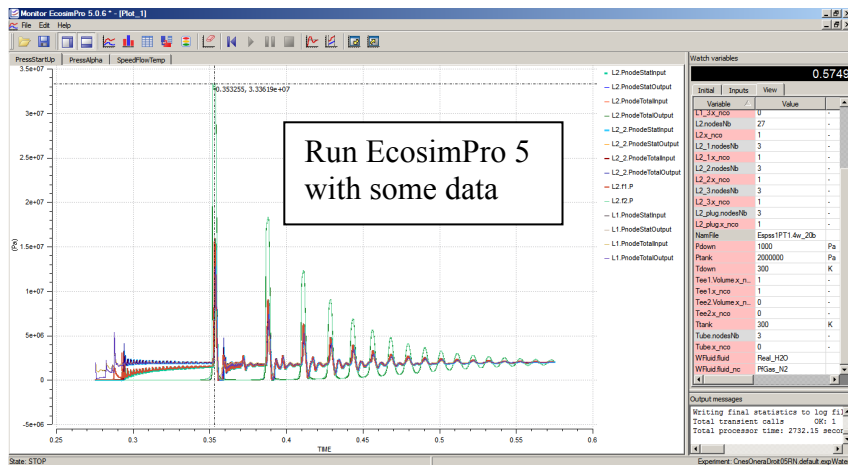 Monitor EcosimPro 5.0.6 * - [Plot_1]
File Edit Help
PressStartUp PressAlpha SpeedFlowTemp
3.5e+07
3e+07
2.5e+07
2e+07
1.5e+07
1e+07
5e+06
0
-5e+06
(Pa)
0.25 0.3 0.35 0.4 0.45 0.5 0.55 0.6
TIME
0.353255, 3.33619e+07
Run EcosimPro 5
with some data
L2.PnodeStatInput
L2.PnodeStatOutput
L2.PnodeTotalInput
L2.PnodeTotalOutput
L2_2.PnodeStatInput
L2_2.PnodeStatOutput
L2_2.PnodeTotalInput
L2_2.PnodeTotalOutput
L2.f1.P
L2.f2.P
L1.PnodeStatInput
L1.PnodeStatOutput
L1.PnodeTotalInput
L1.PnodeTotalOutput
Watch variables
0.5749
Initial Inputs View
Variable Value
L1_3.x_nco 0 -
L2.nodesNb 27 -
L2.x_nco 1 -
L2_1.nodesNb 3 -
L2_1.x_nco 1 -
L2_2.nodesNb 3 -
L2_2.x_nco 1 -
L2_3.nodesNb 3 -
L2_3.x_nco 1 -
L2_plug.nodesNb 3 -
L2_plug.x_nco 1 -
NamFile Espss1PT1.4w_20b
Pdown 1000 Pa
Ptank 2000000 Pa
Tdown 300 K
Tee1.Volume.x_n... 1 -
Tee1.x_nco 1 -
Tee2.Volume.x_n... 0 -
Tee2.x_nco 0 -
Ttank 300 K
Tube.nodesNb 3 -
Tube.x_nco 0 -
WFluid.fluid Real_H2O
WFluid.fluid_nc PfGas_N2
Output messages
Writing final statistics to log fil
Total transient calls OK: 1
Total processor time: 2732.15 secon
State: STOP
Experiment: CnesOneraDroit05RN.default.expWater